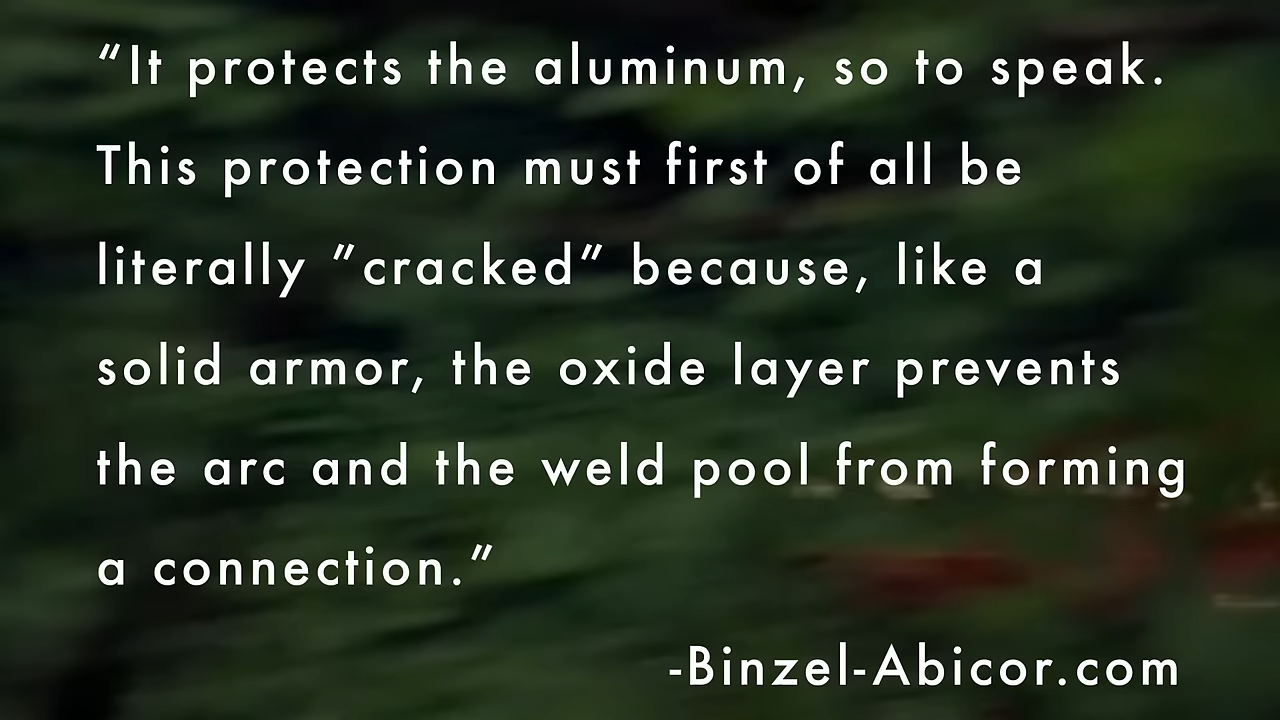 “It protects the aluminum, so to speak.
This protection must first of all be
literally ”cracked” because, like a
solid armor, the oxide layer prevents
the arc and the weld pool from forming
a connection.”
-Binzel-Abicor.com